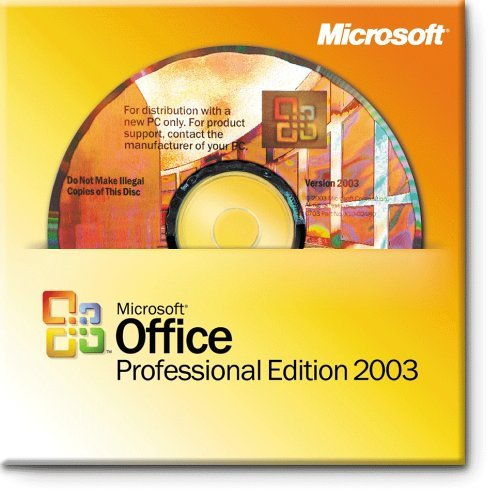 Microsoft®
For distribution with a
new PC only. For product
support, contact the
manufacturer of your PC.
Do Not Make Illegal
Copies of This Disc
Version 2003
Microsoft®
Office
Professional Edition 2003